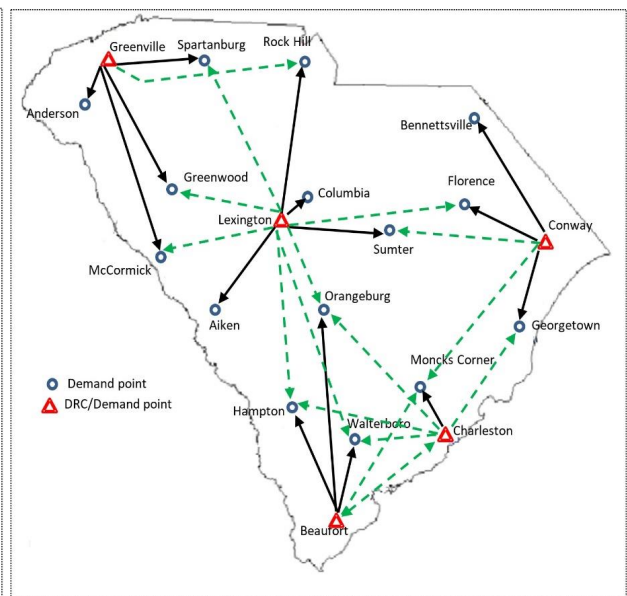 Greenville
Spartanburg
Rock Hill
Anderson
Bennettsville
Greenwood
Columbia
Florence
Lexington
Conway
Sumter
McCormick
Orangeburg
Aiken
Georgetown
Moncks Corner
Demand point
DRC/Demand point
Hampton
Walterboro
Charleston
Beaufort